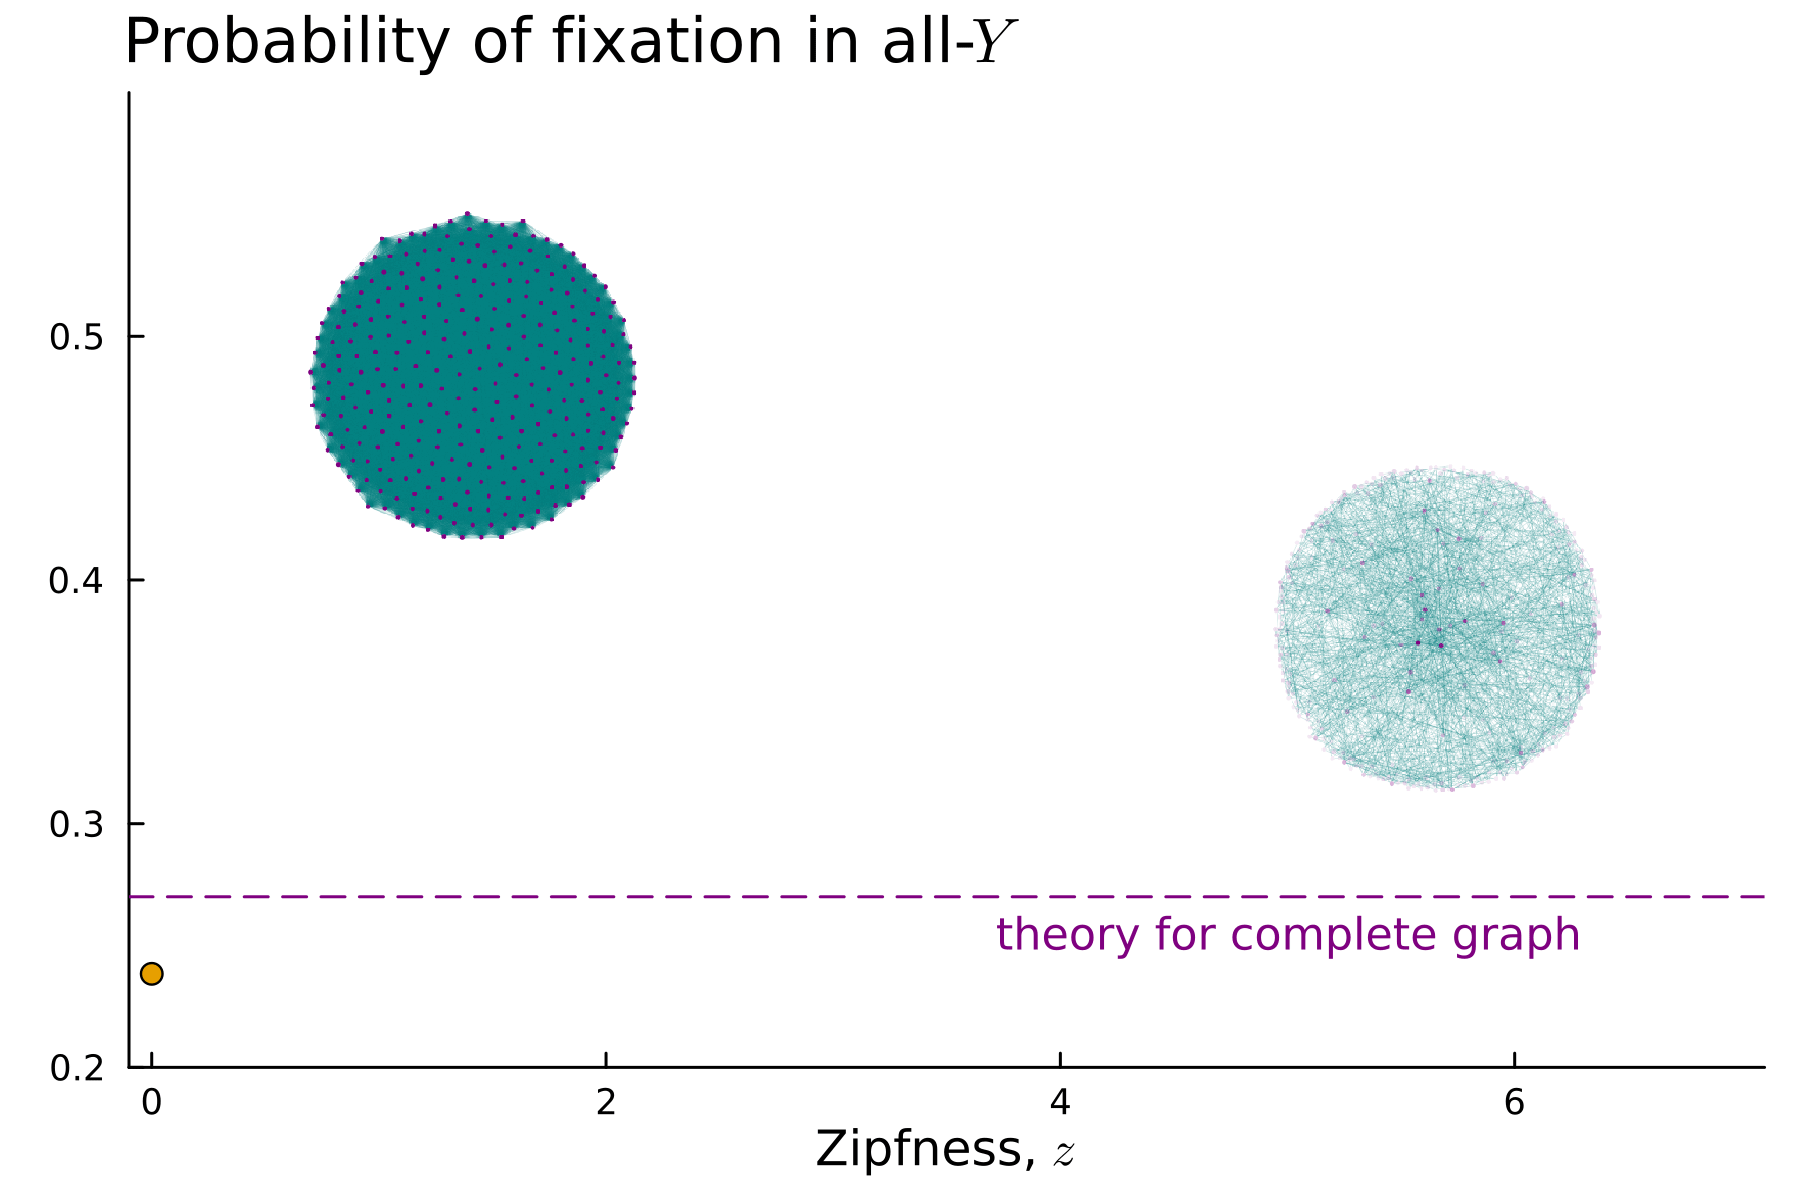 Probability of fixation in all-Y
0.5
0.4
0.3
theory for complete graph
0.2
0 2 4 6
Zipfness, z